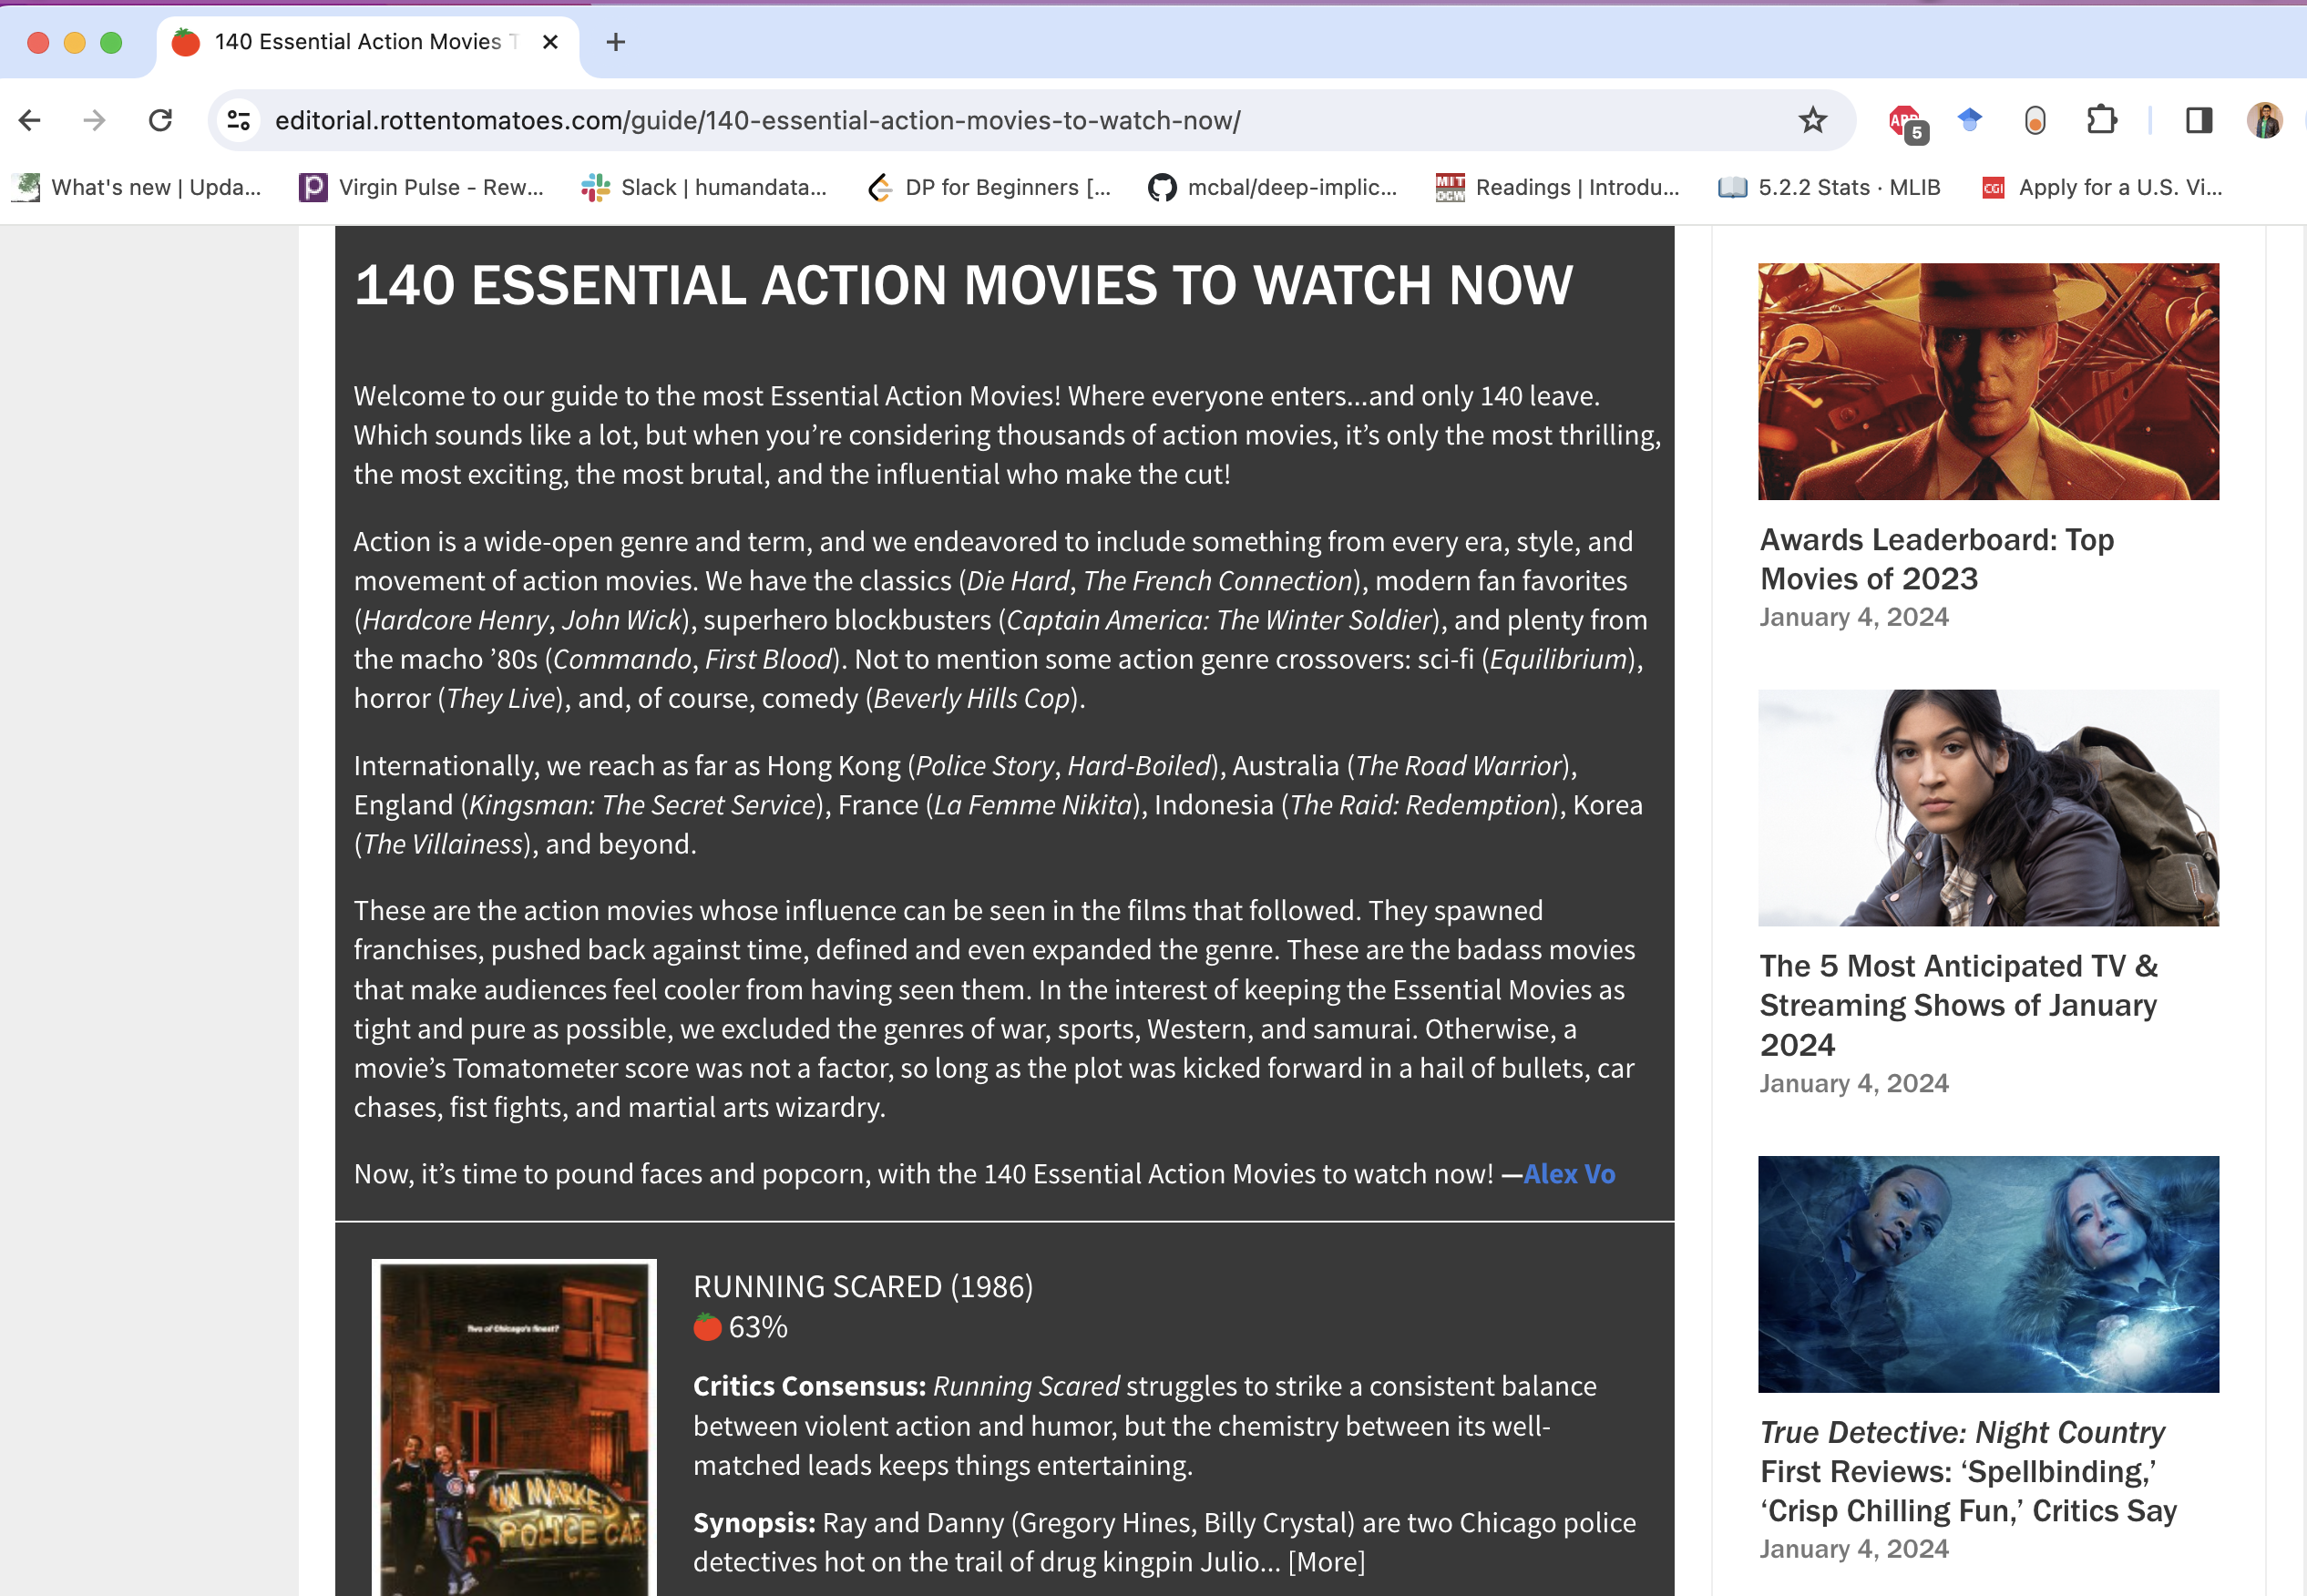 140 Essential Action Movies T
editorial.rottentomatoes.com/guide/140-essential-action-movies-to-watch-now/
ABP
5
What's new | Upda...
Virgin Pulse - Rew...
Slack | humandata...
DP for Beginners [...
mcbal/deep-implic...
MIT
OCW
Readings | Introdu...
5.2.2 Stats · MLIB
CGI
Apply for a U.S. Vi...
140 ESSENTIAL ACTION MOVIES TO WATCH NOW
Welcome to our guide to the most Essential Action Movies! Where everyone enters...and only 140 leave.
Which sounds like a lot, but when you’re considering thousands of action movies, it’s only the most thrilling,
the most exciting, the most brutal, and the influential who make the cut!
Action is a wide-open genre and term, and we endeavored to include something from every era, style, and
movement of action movies. We have the classics (Die Hard, The French Connection), modern fan favorites
(Hardcore Henry, John Wick), superhero blockbusters (Captain America: The Winter Soldier), and plenty from
the macho ’80s (Commando, First Blood). Not to mention some action genre crossovers: sci-fi (Equilibrium),
horror (They Live), and, of course, comedy (Beverly Hills Cop).
Internationally, we reach as far as Hong Kong (Police Story, Hard-Boiled), Australia (The Road Warrior),
England (Kingsman: The Secret Service), France (La Femme Nikita), Indonesia (The Raid: Redemption), Korea
(The Villainess), and beyond.
These are the action movies whose influence can be seen in the films that followed. They spawned
franchises, pushed back against time, defined and even expanded the genre. These are the badass movies
that make audiences feel cooler from having seen them. In the interest of keeping the Essential Movies as
tight and pure as possible, we excluded the genres of war, sports, Western, and samurai. Otherwise, a
movie’s Tomatometer score was not a factor, so long as the plot was kicked forward in a hail of bullets, car
chases, fist fights, and martial arts wizardry.
Now, it’s time to pound faces and popcorn, with the 140 Essential Action Movies to watch now! —Alex Vo
Two of Chicago's finest?
UN MARKED
POLICE CAR
RUNNING SCARED (1986)
63%
Critics Consensus: Running Scared struggles to strike a consistent balance
between violent action and humor, but the chemistry between its well-
matched leads keeps things entertaining.
Synopsis: Ray and Danny (Gregory Hines, Billy Crystal) are two Chicago police
detectives hot on the trail of drug kingpin Julio... [More]
Awards Leaderboard: Top
Movies of 2023
January 4, 2024
The 5 Most Anticipated TV &
Streaming Shows of January
2024
January 4, 2024
True Detective: Night Country
First Reviews: ‘Spellbinding,’
‘Crisp Chilling Fun,’ Critics Say
January 4, 2024